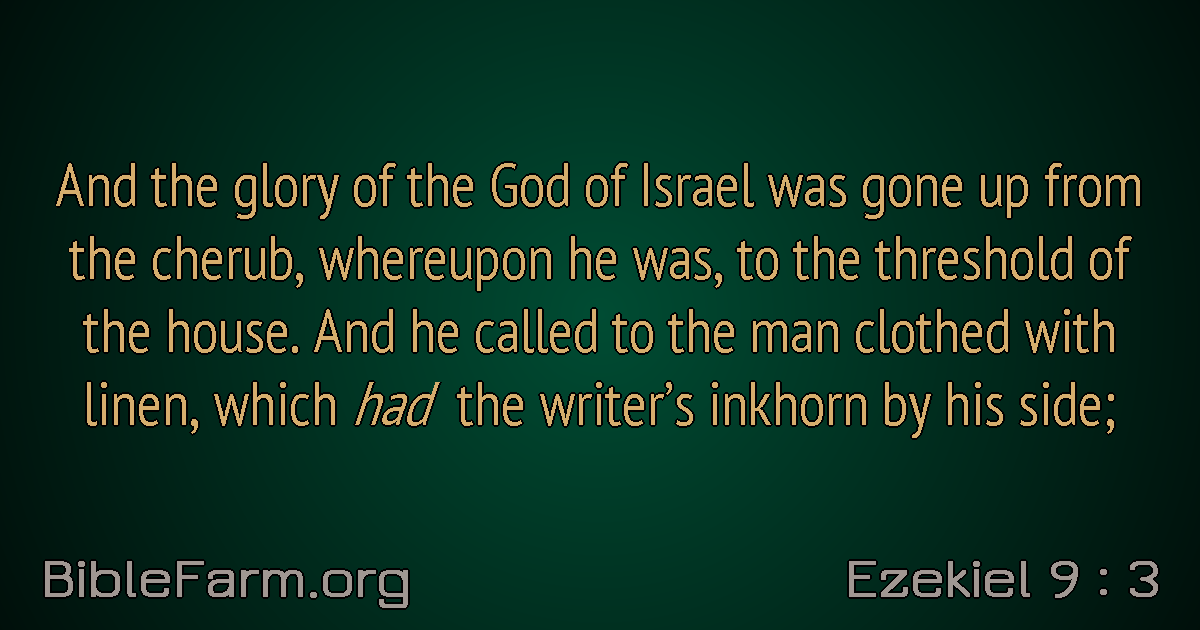 And the glory of the God of Israel was gone up from
the cherub, whereupon he was, to the threshold of
the house. And he called to the man clothed with
linen, which had the writer’s inkhorn by his side;
BibleFarm.org
Ezekiel 9 : 3